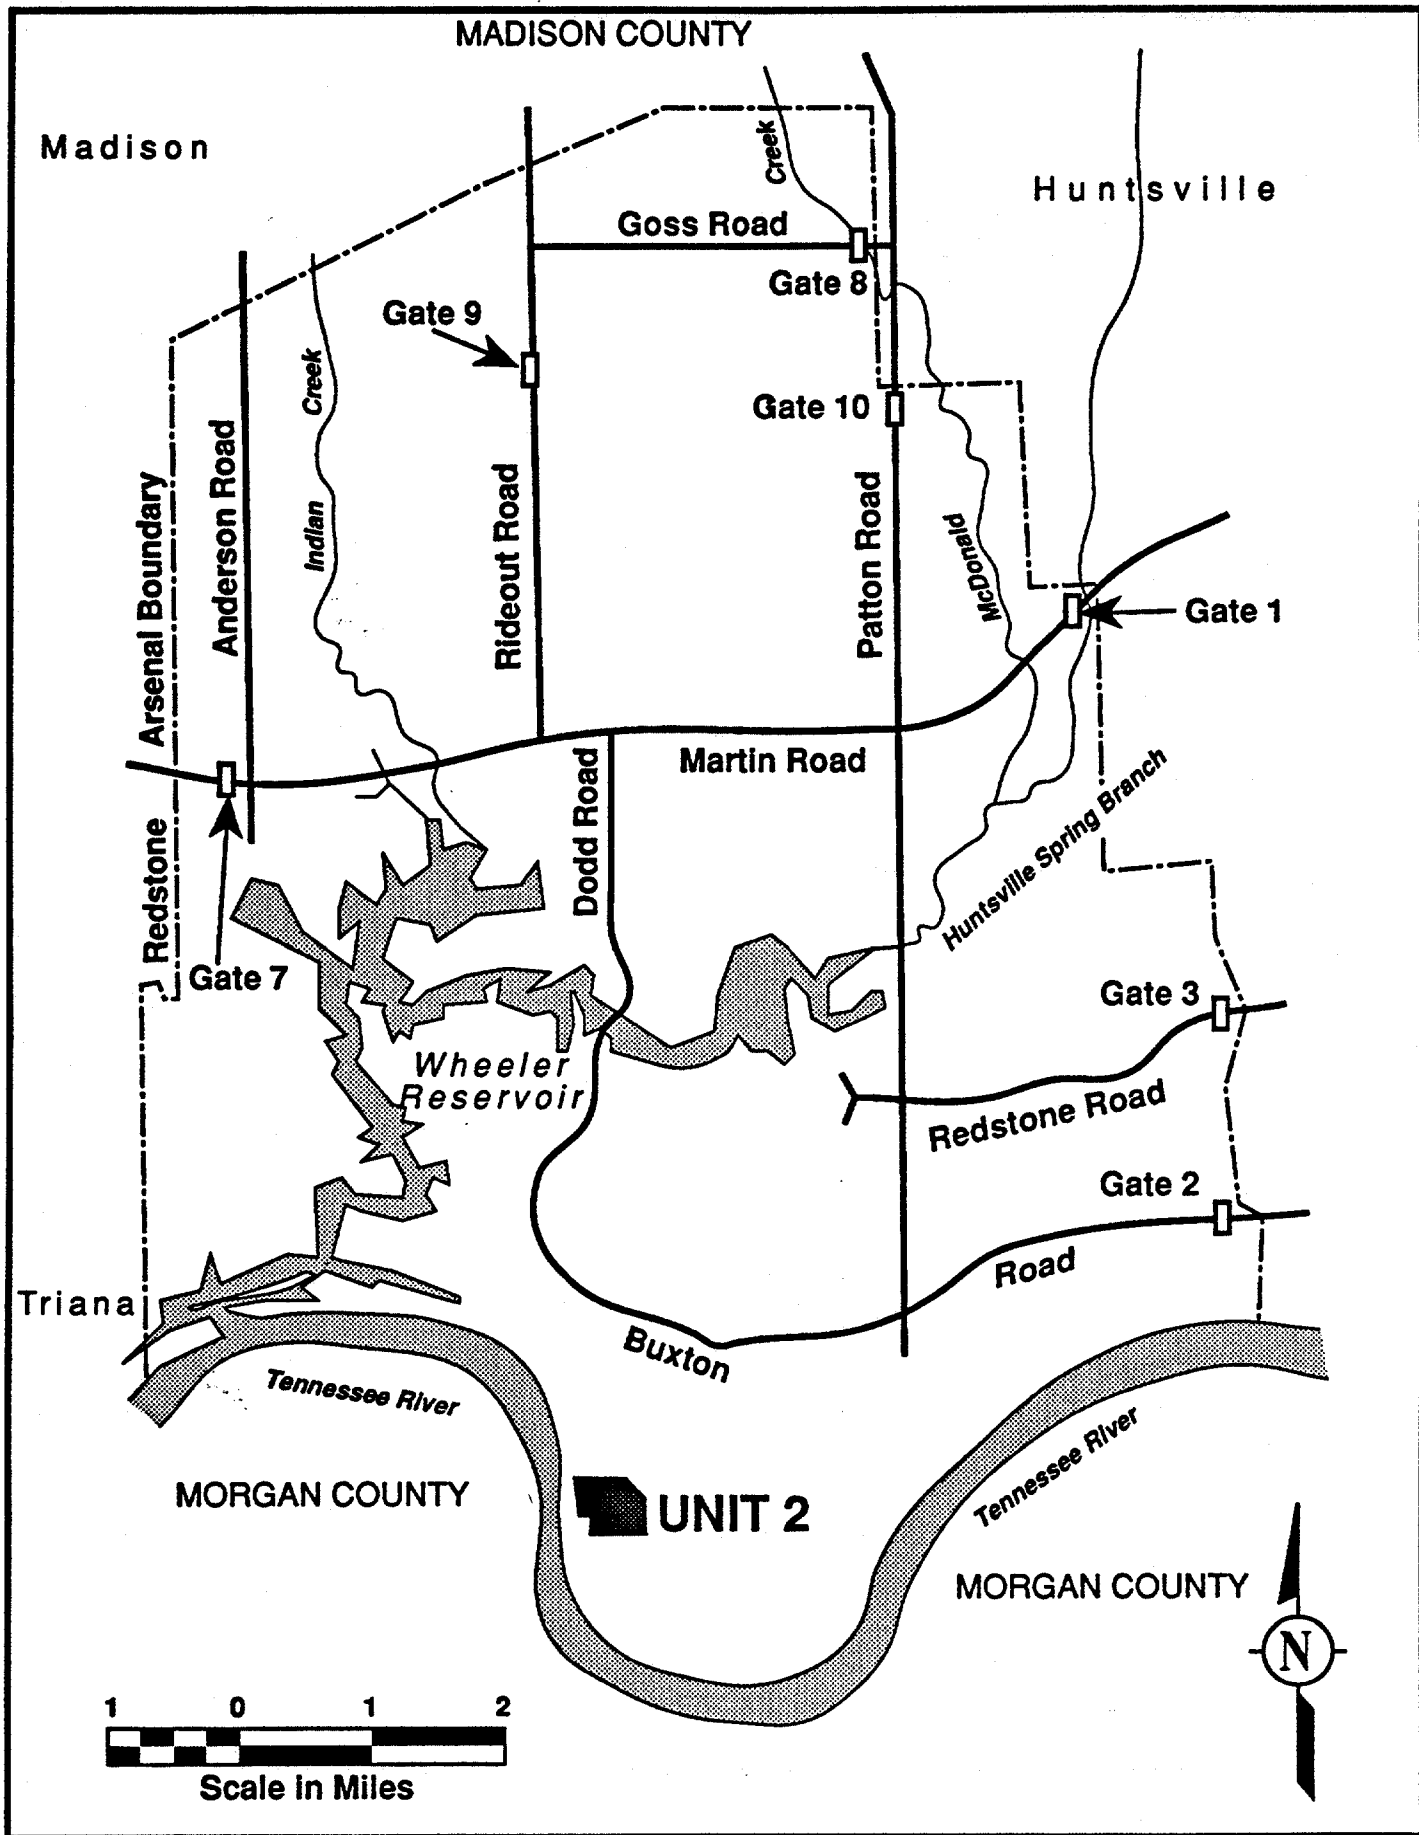 MADISON COUNTY
Madison
Creek
Huntsville
Goss Road
Gate 8
Gate 9
Creek
Gate 10
Anderson Road
Indian
Rideout Road
Patton Road
McDonald
Arsenal Boundary
Gate 1
Martin Road
Dodd Road
Redstone
Huntsville Spring Branch
Gate 7
Gate 3
Wheeler
Reservoir
Redstone Road
Gate 2
Road
Triana
Buxton
Tennessee River
Tennessee River
MORGAN COUNTY
UNIT 2
MORGAN COUNTY
N
1 0 1 2
Scale in Miles